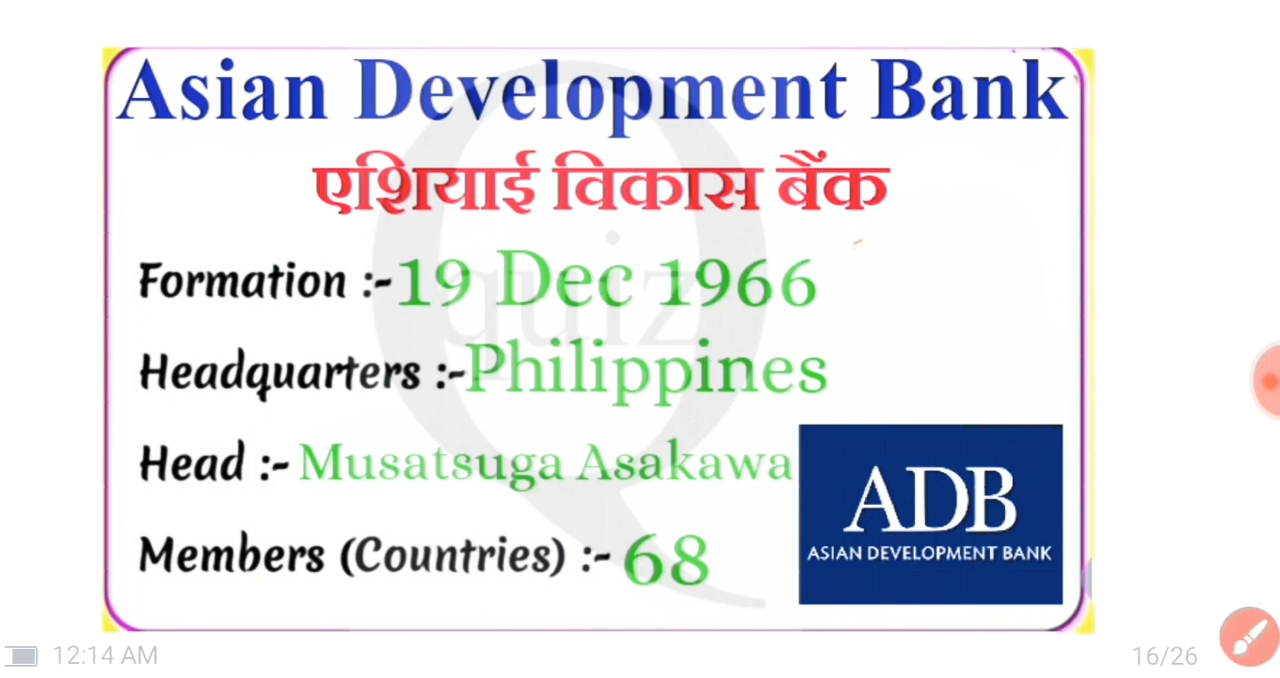 Asian Development Bank
एशियाई विकास बैंक
Formation :- 19 Dec 1966
quiz
Headquarters :- Philippines
Head :- Musatsuga Asakawa
Members (Countries) :- 68
ADB
ASIAN DEVELOPMENT BANK
12:14 AM
16/26